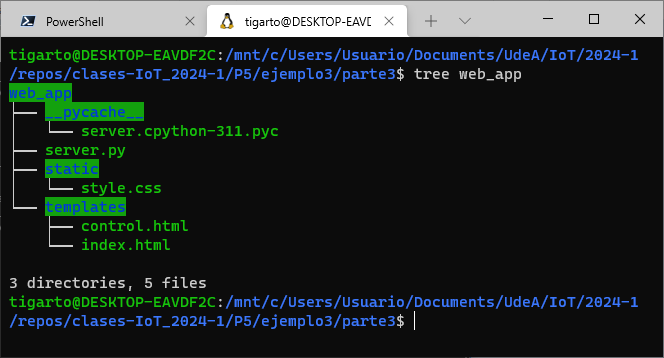 PowerShell
tigarto@DESKTOP-EAVDF2C:
tigarto@DESKTOP-EAVDF2C:/mnt/c/Users/Usuario/Documents/UdeA/IoT/2024-1
/repos/clases-IoT_2024-1/P5/ejemplo3/parte3$ tree web_app
web_app
├── __pycache__
│   └── server.cpython-311.pyc
├── server.py
├── static
│   └── style.css
└── templates
    ├── control.html
    └── index.html
3 directories, 5 files
tigarto@DESKTOP-EAVDF2C:/mnt/c/Users/Usuario/Documents/UdeA/IoT/2024-1
/repos/clases-IoT_2024-1/P5/ejemplo3/parte3$